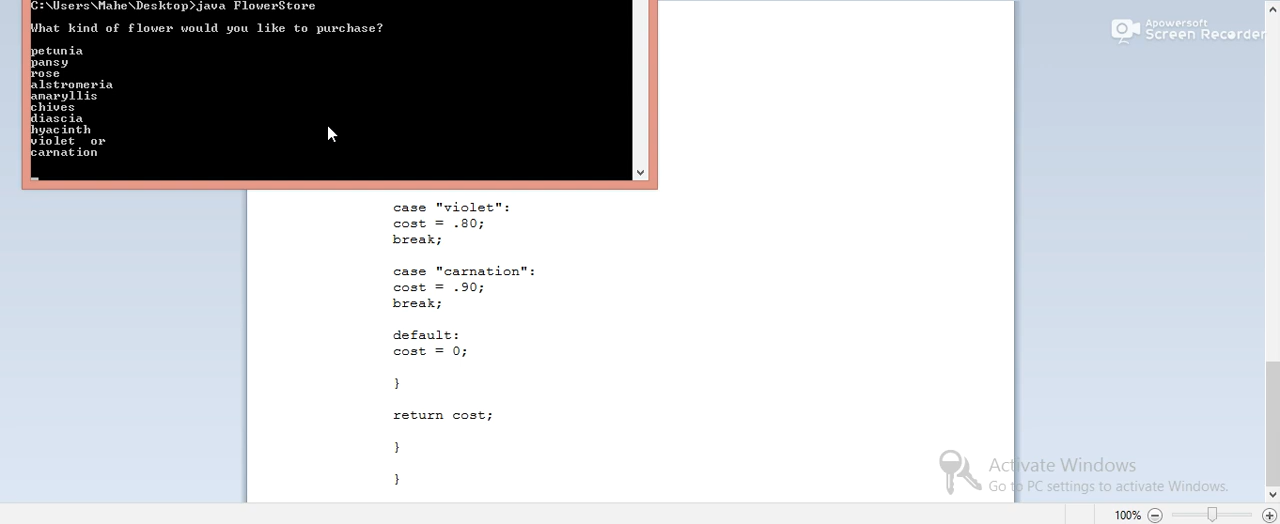 C:\Users\Mahe\Desktop>java FlowerStore
What kind of flower would you like to purchase?
petunia
pansy
rose
alstromeria
amaryllis
chives
diascia
hyacinth
violet  or
carnation
case "violet":
cost = .80;
break;
case "carnation":
cost = .90;
break;
default:
cost = 0;
}
return cost;
}
}
Apowersoft
Screen Recorder
Activate Windows
Go to PC settings to activate Windows.
100%